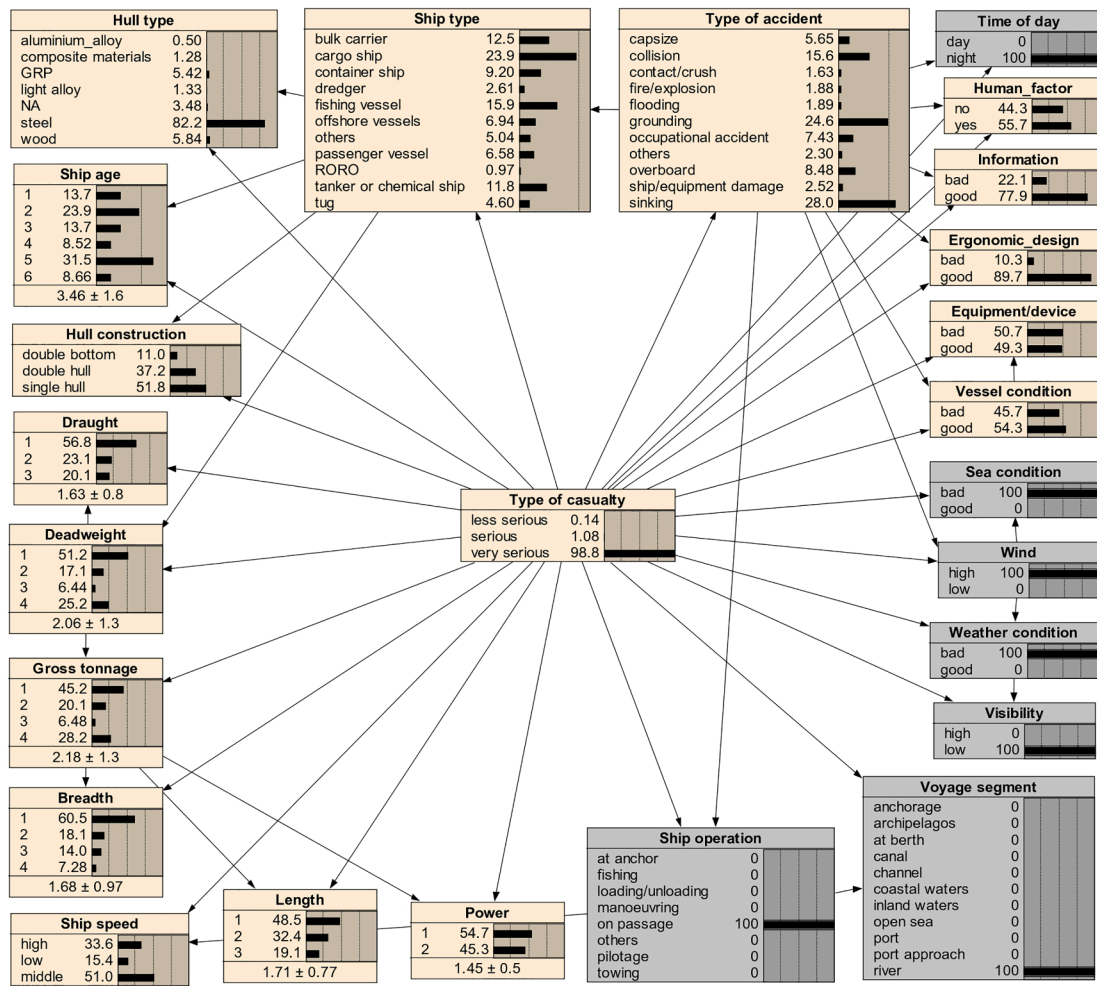 Hull type
aluminium_alloy 0.50
composite materials 1.28
GRP 5.42
light alloy 1.33
NA 3.48
steel 82.2
wood 5.84
Ship type
bulk carrier 12.5
cargo ship 23.9
container ship 9.20
dredger 2.61
fishing vessel 15.9
offshore vessels 6.94
others 5.04
passenger vessel 6.58
RORO 0.97
tanker or chemical ship 11.8
tug 4.60
Type of accident
capsize 5.65
collision 15.6
contact/crush 1.63
fire/explosion 1.88
flooding 1.89
grounding 24.6
occupational accident 7.43
others 2.30
overboard 8.48
ship/equipment damage 2.52
sinking 28.0
Time of day
day 0
night 100
Human_factor
no 44.3
yes 55.7
Information
bad 22.1
good 77.9
Ergonomic_design
bad 10.3
good 89.7
Equipment/device
bad 50.7
good 49.3
Vessel condition
bad 45.7
good 54.3
Sea condition
bad 100
good 0
Wind
high 100
low 0
Weather condition
bad 100
good 0
Visibility
high 0
low 100
Ship age
1 13.7
2 23.9
3 13.7
4 8.52
5 31.5
6 8.66
3.46 ± 1.6
Hull construction
double bottom 11.0
double hull 37.2
single hull 51.8
Draught
1 56.8
2 23.1
3 20.1
1.63 ± 0.8
Deadweight
1 51.2
2 17.1
3 6.44
4 25.2
2.06 ± 1.3
Gross tonnage
1 45.2
2 20.1
3 6.48
4 28.2
2.18 ± 1.3
Breadth
1 60.5
2 18.1
3 14.0
4 7.28
1.68 ± 0.97
Ship speed
high 33.6
low 15.4
middle 51.0
Type of casualty
less serious 0.14
serious 1.08
very serious 98.8
Length
1 48.5
2 32.4
3 19.1
1.71 ± 0.77
Power
1 54.7
2 45.3
1.45 ± 0.5
Ship operation
at anchor 0
fishing 0
loading/unloading 0
manoeuvring 0
on passage 100
others 0
pilotage 0
towing 0
Voyage segment
anchorage 0
archipelagos 0
at berth 0
canal 0
channel 0
coastal waters 0
inland waters 0
open sea 0
port 0
port approach 0
river 100